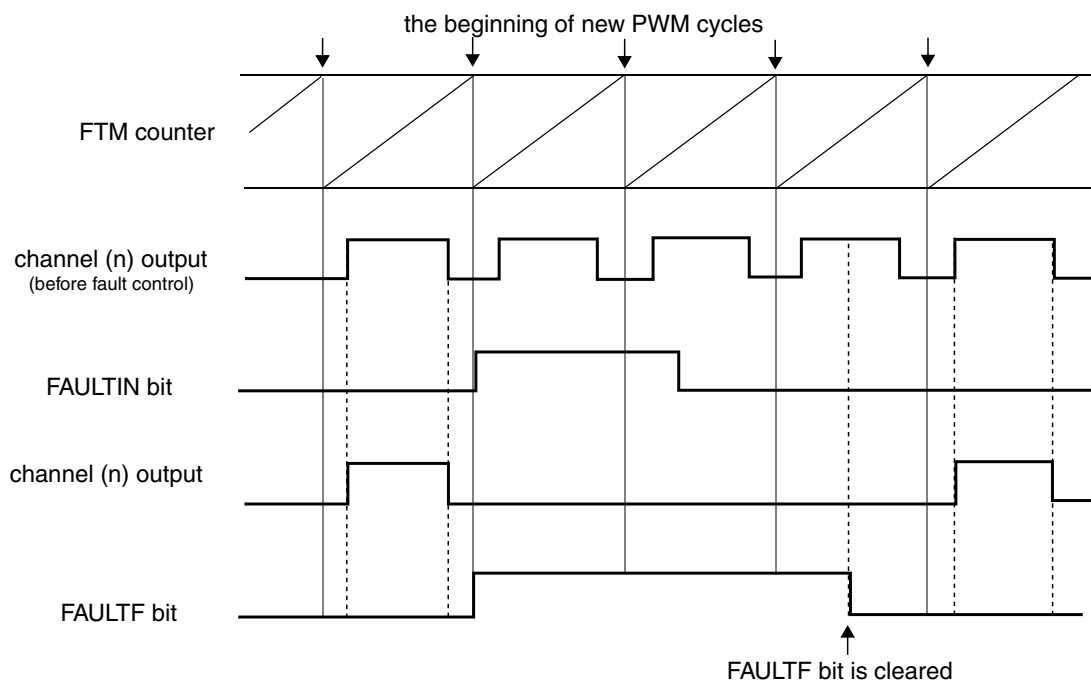 the beginning of new PWM cycles
FTM counter
channel (n) output
(before fault control)
FAULTIN bit
channel (n) output
FAULTF bit
FAULTF bit is cleared